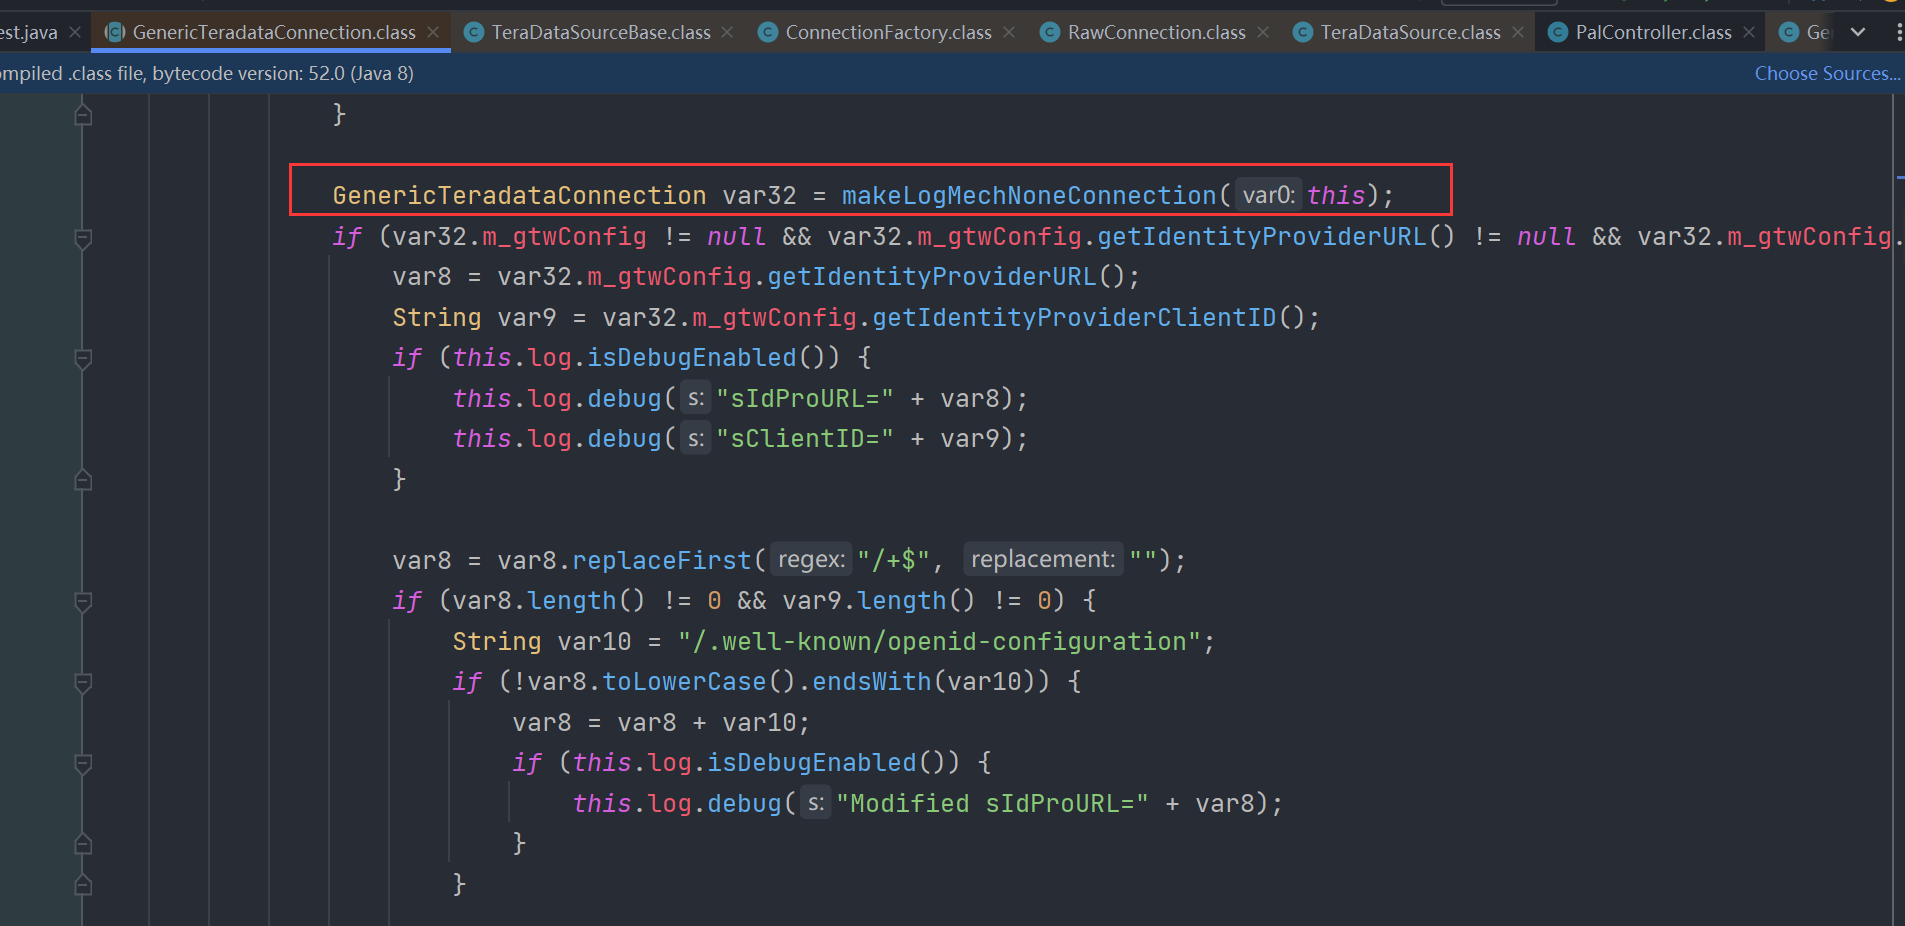 est.java GenericTeradataConnection.class TeraDataSourceBase.class ConnectionFactory.class RawConnection.class TeraDataSource.class PalController.class Ge
ompiled .class file, bytecode version: 52.0 (Java 8) Choose Sources...
}
GenericTeradataConnection var32 = makeLogMechNoneConnection( var0: this);
if (var32.m_gtwConfig != null && var32.m_gtwConfig.getIdentityProviderURL() != null && var32.m_gtwConfig.
var8 = var32.m_gtwConfig.getIdentityProviderURL();
String var9 = var32.m_gtwConfig.getIdentityProviderClientID();
if (this.log.isDebugEnabled()) {
this.log.debug( s: "sIdProURL=" + var8);
this.log.debug( s: "sClientID=" + var9);
}
var8 = var8.replaceFirst( regex: "/+$", replacement: "");
if (var8.length() != 0 && var9.length() != 0) {
String var10 = "/.well-known/openid-configuration";
if (!var8.toLowerCase().endsWith(var10)) {
var8 = var8 + var10;
if (this.log.isDebugEnabled()) {
this.log.debug( s: "Modified sIdProURL=" + var8);
}
}